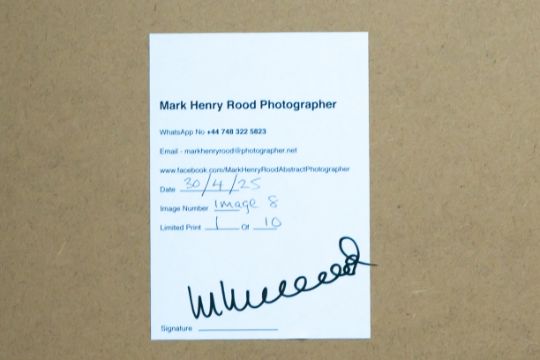 Mark Henry Rood Photographer
WhatsApp No +44 748 322 5823
Email - markhenryrood@photographer.net
www.facebook.com/MarkHenryRoodAbstractPhotographer
Date 30/4/25
Image Number Image 8
Limited Print 1 Of 10
Signature